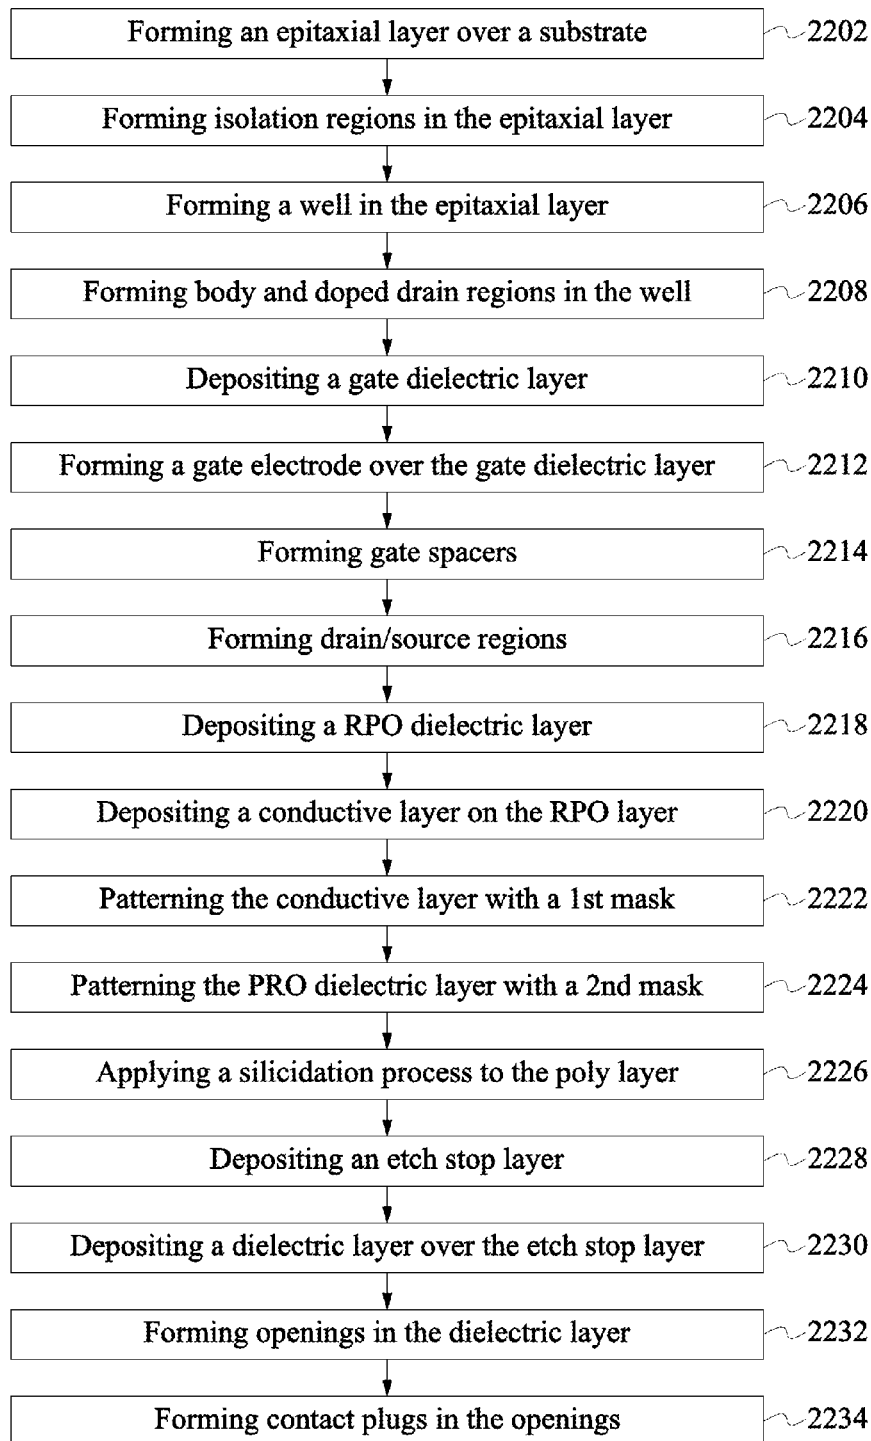 Forming an epitaxial layer over a substrate 2202
Forming isolation regions in the epitaxial layer 2204
Forming a well in the epitaxial layer 2206
Forming body and doped drain regions in the well 2208
Depositing a gate dielectric layer 2210
Forming a gate electrode over the gate dielectric layer 2212
Forming gate spacers 2214
Forming drain/source regions 2216
Depositing a RPO dielectric layer 2218
Depositing a conductive layer on the RPO layer 2220
Patterning the conductive layer with a 1st mask 2222
Patterning the PRO dielectric layer with a 2nd mask 2224
Applying a silicidation process to the poly layer 2226
Depositing an etch stop layer 2228
Depositing a dielectric layer over the etch stop layer 2230
Forming openings in the dielectric layer 2232
Forming contact plugs in the openings 2234